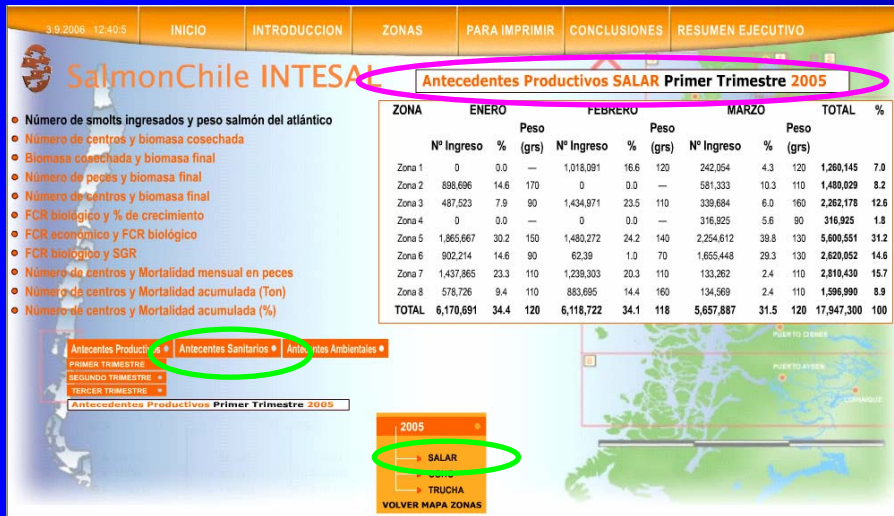 3.9.2006 12:40:5 INICIO INTRODUCCION ZONAS PARA IMPRIMIR CONCLUSIONES RESUMEN EJECUTIVO
SalmonChile INTESAL
Antecedentes Productivos SALAR Primer Trimestre 2005
Número de smolts ingresados y peso salmón del atlántico
Número de centros y biomasa cosechada
Biomasa cosechada y biomasa final
Número de peces y biomasa final
Número de centros y biomasa final
FCR biológico y % de crecimiento
FCR económico y FCR biológico
FCR biológico y SGR
Número de centros y Mortalidad mensual en peces
Número de centros y Mortalidad acumulada (Ton)
Número de centros y Mortalidad acumulada (%)
ZONA ENERO FEBRERO MARZO TOTAL %
Nº Ingreso % Peso (grs) Nº Ingreso % Peso (grs) Nº Ingreso % Peso (grs)
Zona 1 0 0.0 — 1,018,091 16.6 120 242,054 4.3 120 1,260,145 7.0
Zona 2 898,696 14.6 170 0 0.0 — 581,333 10.3 110 1,480,029 8.2
Zona 3 487,523 7.9 90 1,434,971 23.5 110 339,684 6.0 160 2,262,178 12.6
Zona 4 0 0.0 — 0 0.0 — 316,925 5.6 90 316,925 1.8
Zona 5 1,865,667 30.2 150 1,480,272 24.2 140 2,254,612 39.8 130 5,600,551 31.2
Zona 6 902,214 14.6 90 62,39 1.0 70 1,655,448 29.3 130 2,620,052 14.6
Zona 7 1,437,865 23.3 110 1,239,303 20.3 110 133,262 2.4 110 2,810,430 15.7
Zona 8 578,726 9.4 110 883,695 14.4 160 134,569 2.4 110 1,596,990 8.9
TOTAL 6,170,691 34.4 120 6,118,722 34.1 118 5,657,887 31.5 120 17,947,300 100
Antecentes Productivos Antecentes Sanitarios Antecentes Ambientales
PRIMER TRIMESTRE
SEGUNDO TRIMESTRE
TERCER TRIMESTRE
Antecedentes Productivos Primer Trimestre 2005
2005
SALAR
TRUCHA
VOLVER MAPA ZONAS
PUERTO CISNES
PUERTO AYSEN